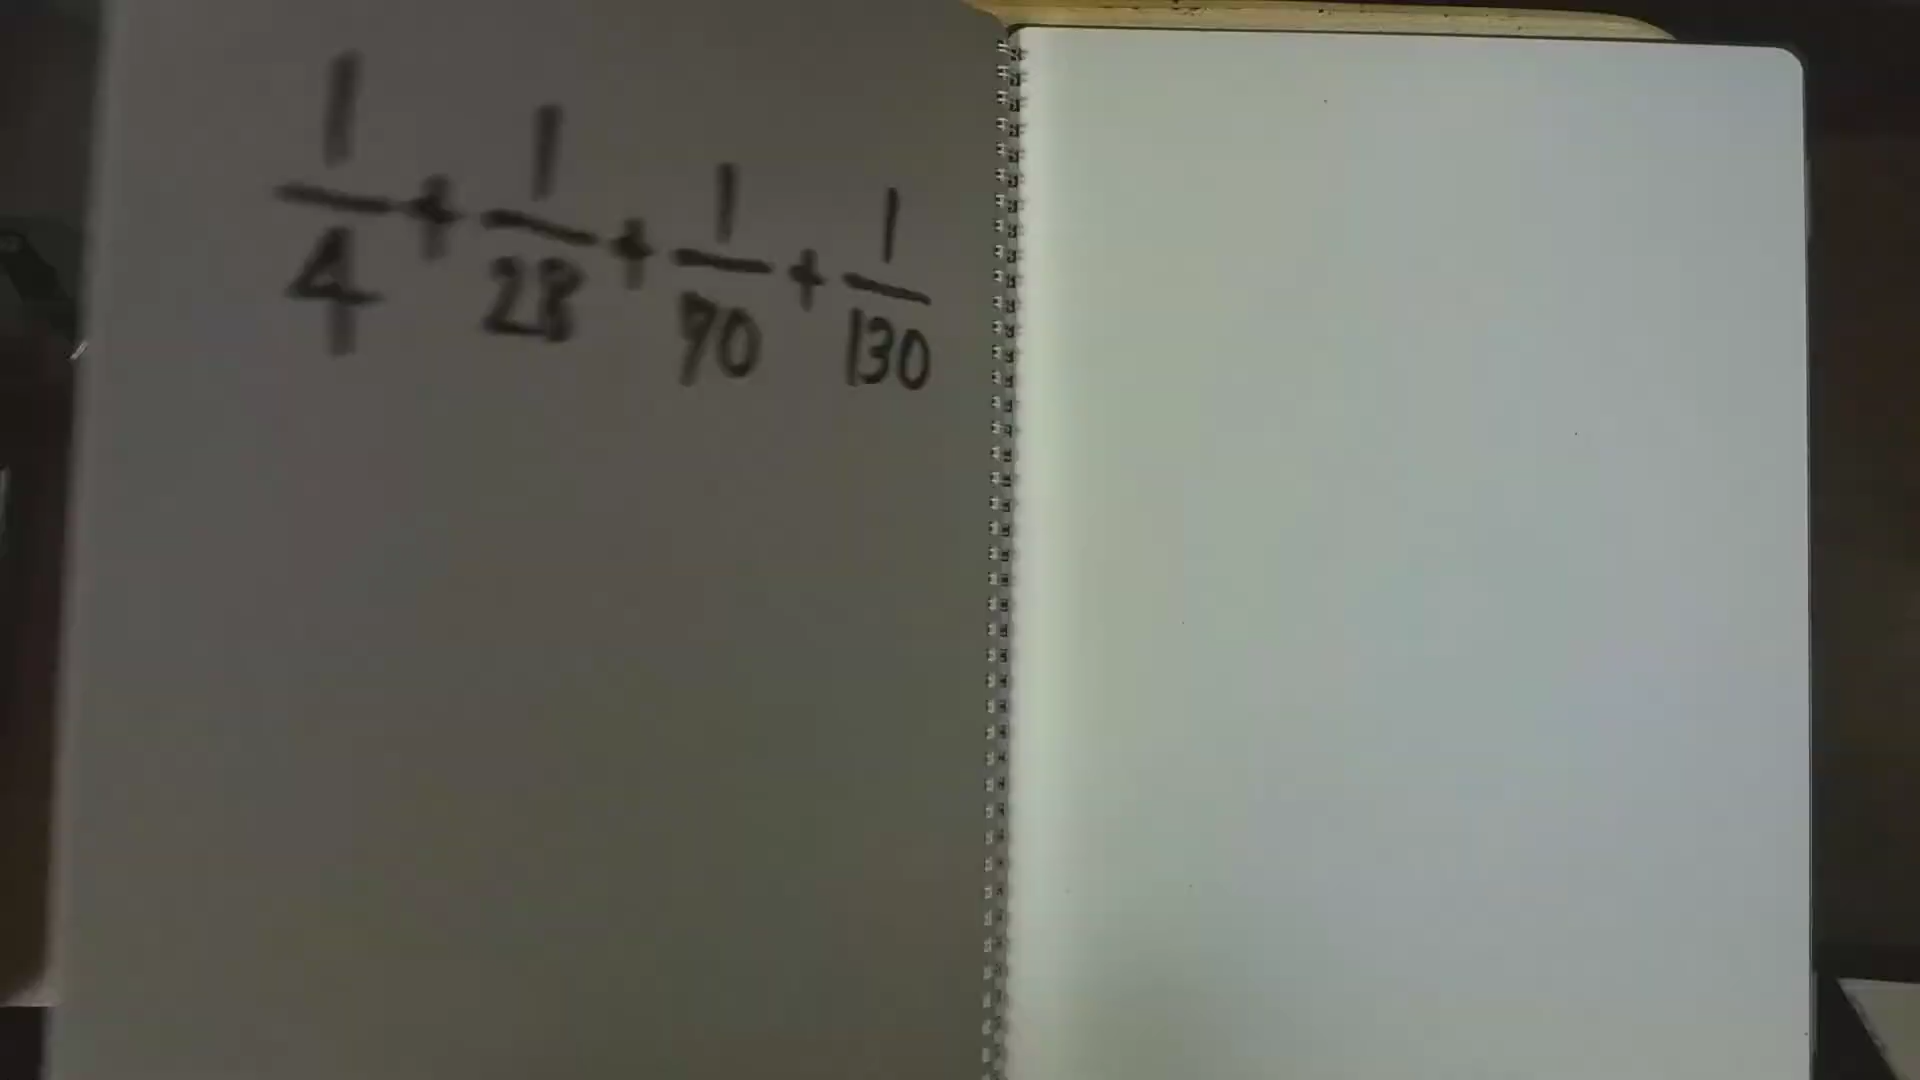 1/4 + 1/28 + 1/70 + 1/130